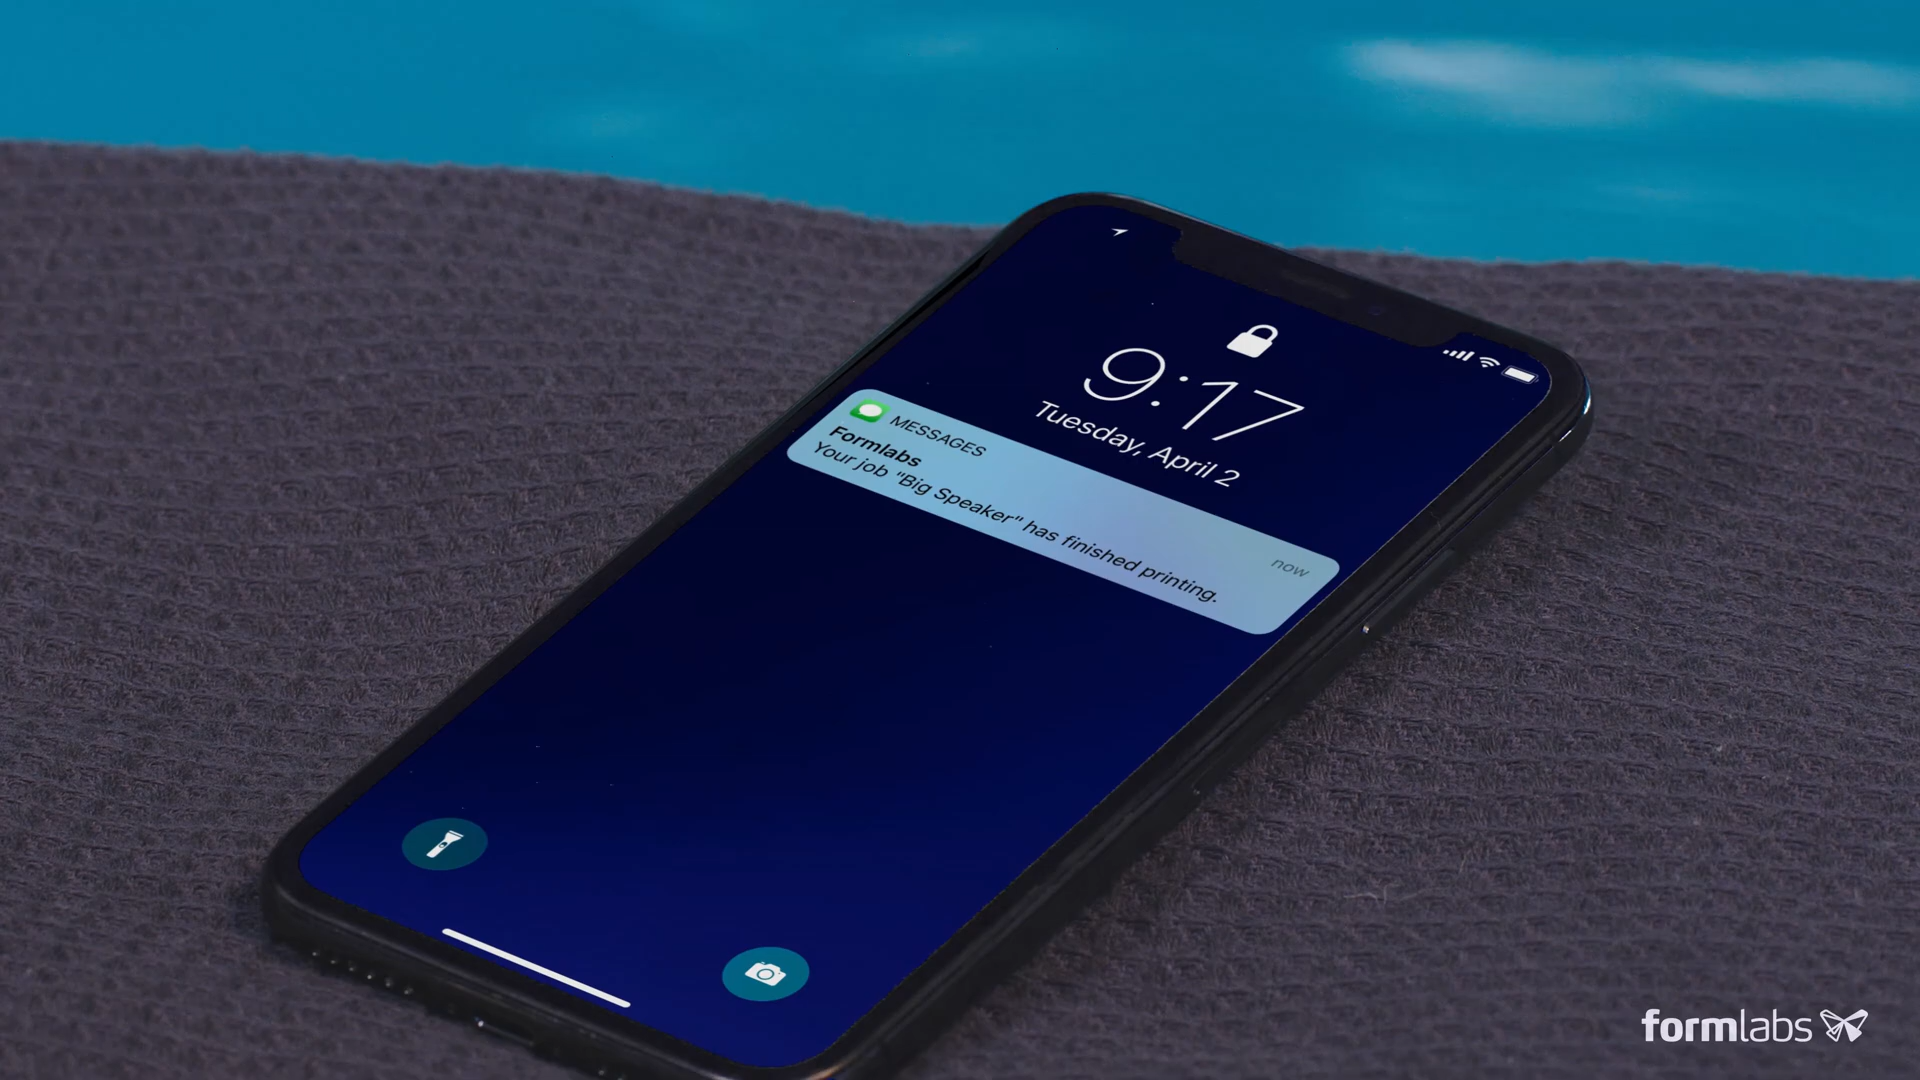 9:17
Tuesday, April 2
MESSAGES
now
Formlabs
Your job "Big Speaker" has finished printing.
formlabs